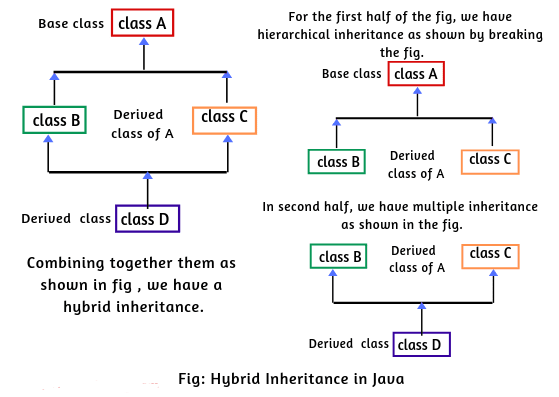 Base class class A
class B Derived class C
class of A
Derived class class D
Combining together them as
shown in fig , we have a
hybrid inheritance.
For the first half of the fig, we have
hierarchical inheritance as shown by breaking
the fig.
Base class class A
class B Derived class C
class of A
In second half, we have multiple inheritance
as shown in the fig.
class B Derived class C
class of A
Derived class class D
Fig: Hybrid Inheritance in Java